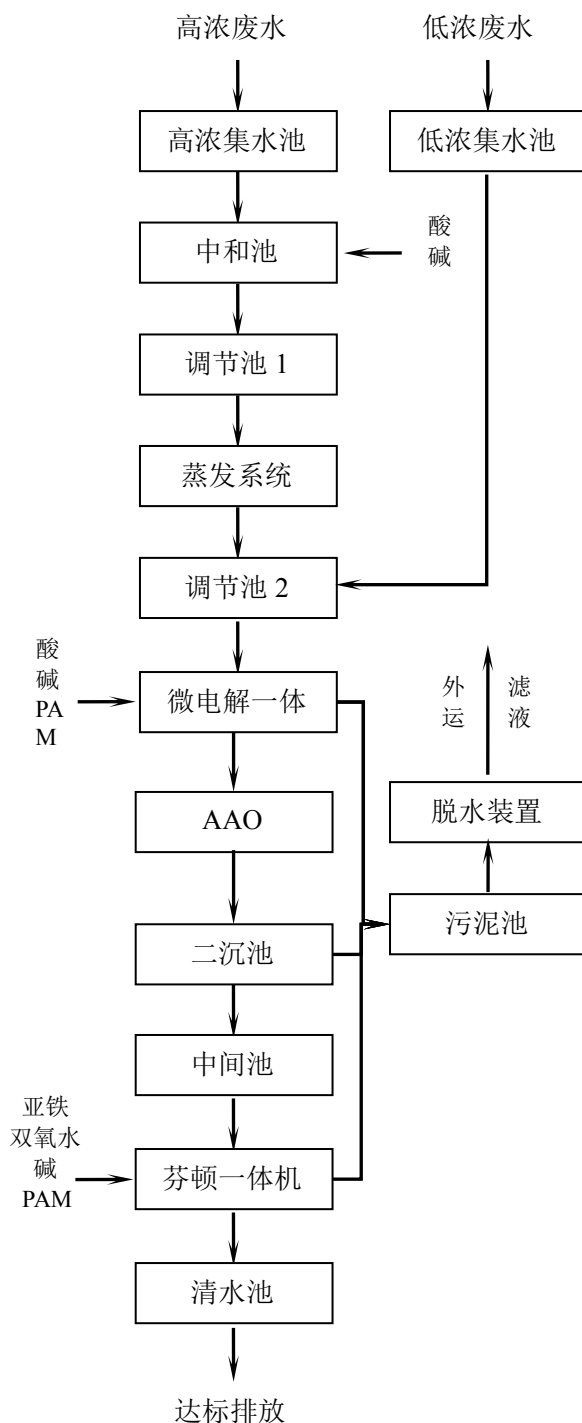 高浓废水
低浓废水
高浓集水池
低浓集水池
中和池
酸
碱
调节池 1
蒸发系统
调节池 2
酸
碱
PA
M
微电解一体
外
运
滤
液
AAO
脱水装置
二沉池
污泥池
中间池
亚铁
双氧水
碱
PAM
芬顿一体机
清水池
达标排放